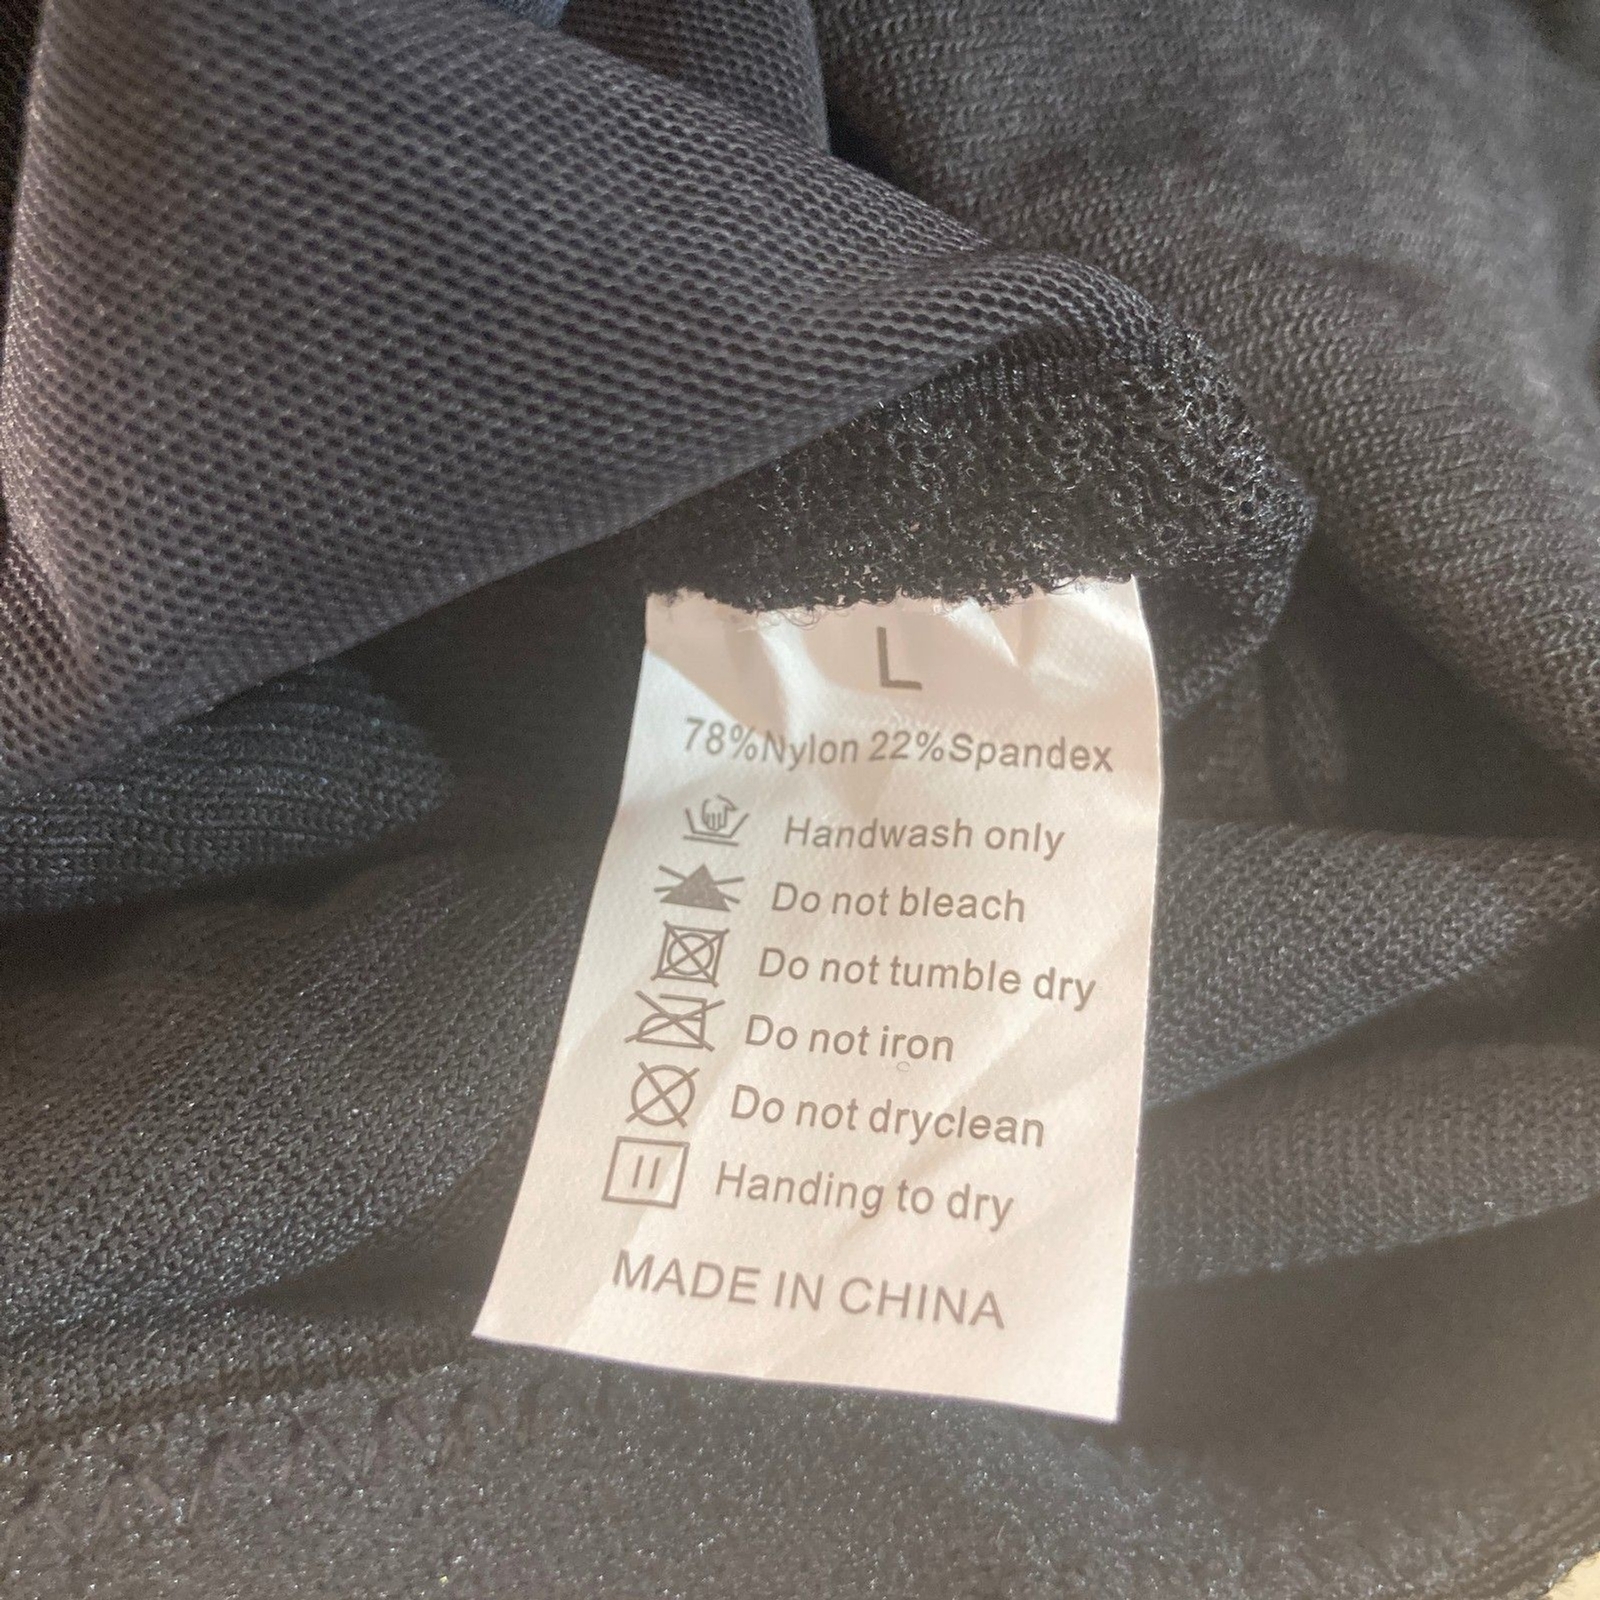 L
78%Nylon 22%Spandex
Handwash only
Do not bleach
Do not tumble dry
Do not iron
Do not dryclean
Handing to dry
MADE IN CHINA